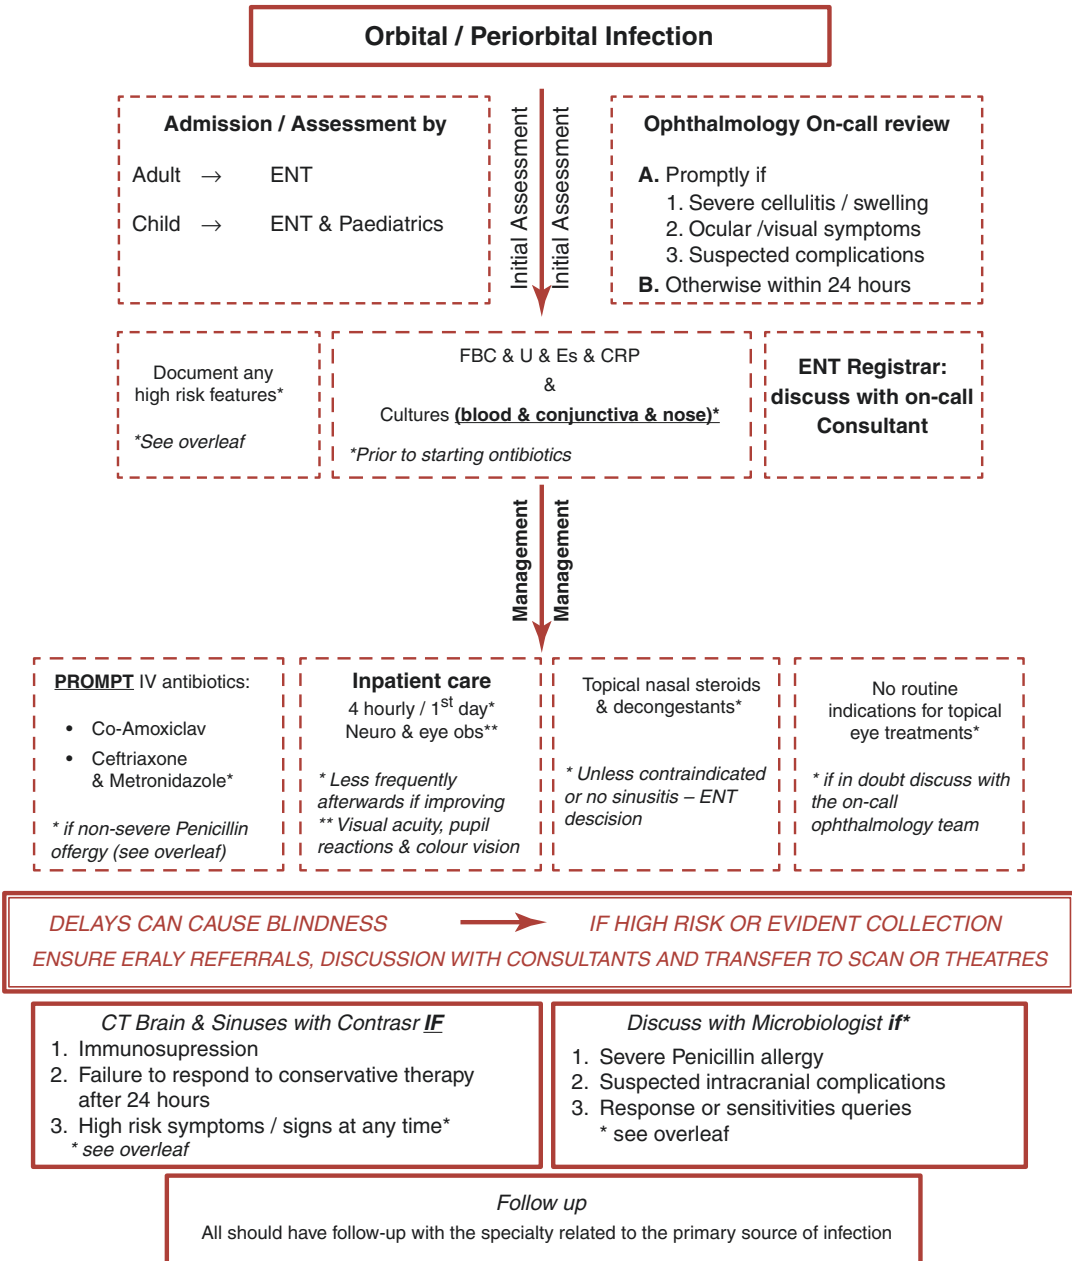 Orbital / Periorbital Infection
Admission / Assessment by
Adult → ENT
Child → ENT & Paediatrics
Initial Assessment
Initial Assessment
Ophthalmology On-call review
A. Promptly if
1. Severe cellulitis / swelling
2. Ocular /visual symptoms
3. Suspected complications
B. Otherwise within 24 hours
Document any
high risk features*
*See overleaf
FBC & U & Es & CRP
&
Cultures (blood & conjunctiva & nose)*
*Prior to starting ontibiotics
ENT Registrar:
discuss with on-call
Consultant
Management
Management
PROMPT IV antibiotics:
• Co-Amoxiclav
• Ceftriaxone
& Metronidazole*
* if non-severe Penicillin
offergy (see overleaf)
Inpatient care
4 hourly / 1st day*
Neuro & eye obs**
* Less frequently
afterwards if improving
** Visual acuity, pupil
reactions & colour vision
Topical nasal steroids
& decongestants*
* Unless contraindicated
or no sinusitis – ENT
descision
No routine
indications for topical
eye treatments*
* if in doubt discuss with
the on-call
ophthalmology team
DELAYS CAN CAUSE BLINDNESS → IF HIGH RISK OR EVIDENT COLLECTION
ENSURE ERALY REFERRALS, DISCUSSION WITH CONSULTANTS AND TRANSFER TO SCAN OR THEATRES
CT Brain & Sinuses with Contrasr IF
1. Immunosupression
2. Failure to respond to conservative therapy
after 24 hours
3. High risk symptoms / signs at any time*
* see overleaf
Discuss with Microbiologist if*
1. Severe Penicillin allergy
2. Suspected intracranial complications
3. Response or sensitivities queries
* see overleaf
Follow up
All should have follow-up with the specialty related to the primary source of infection